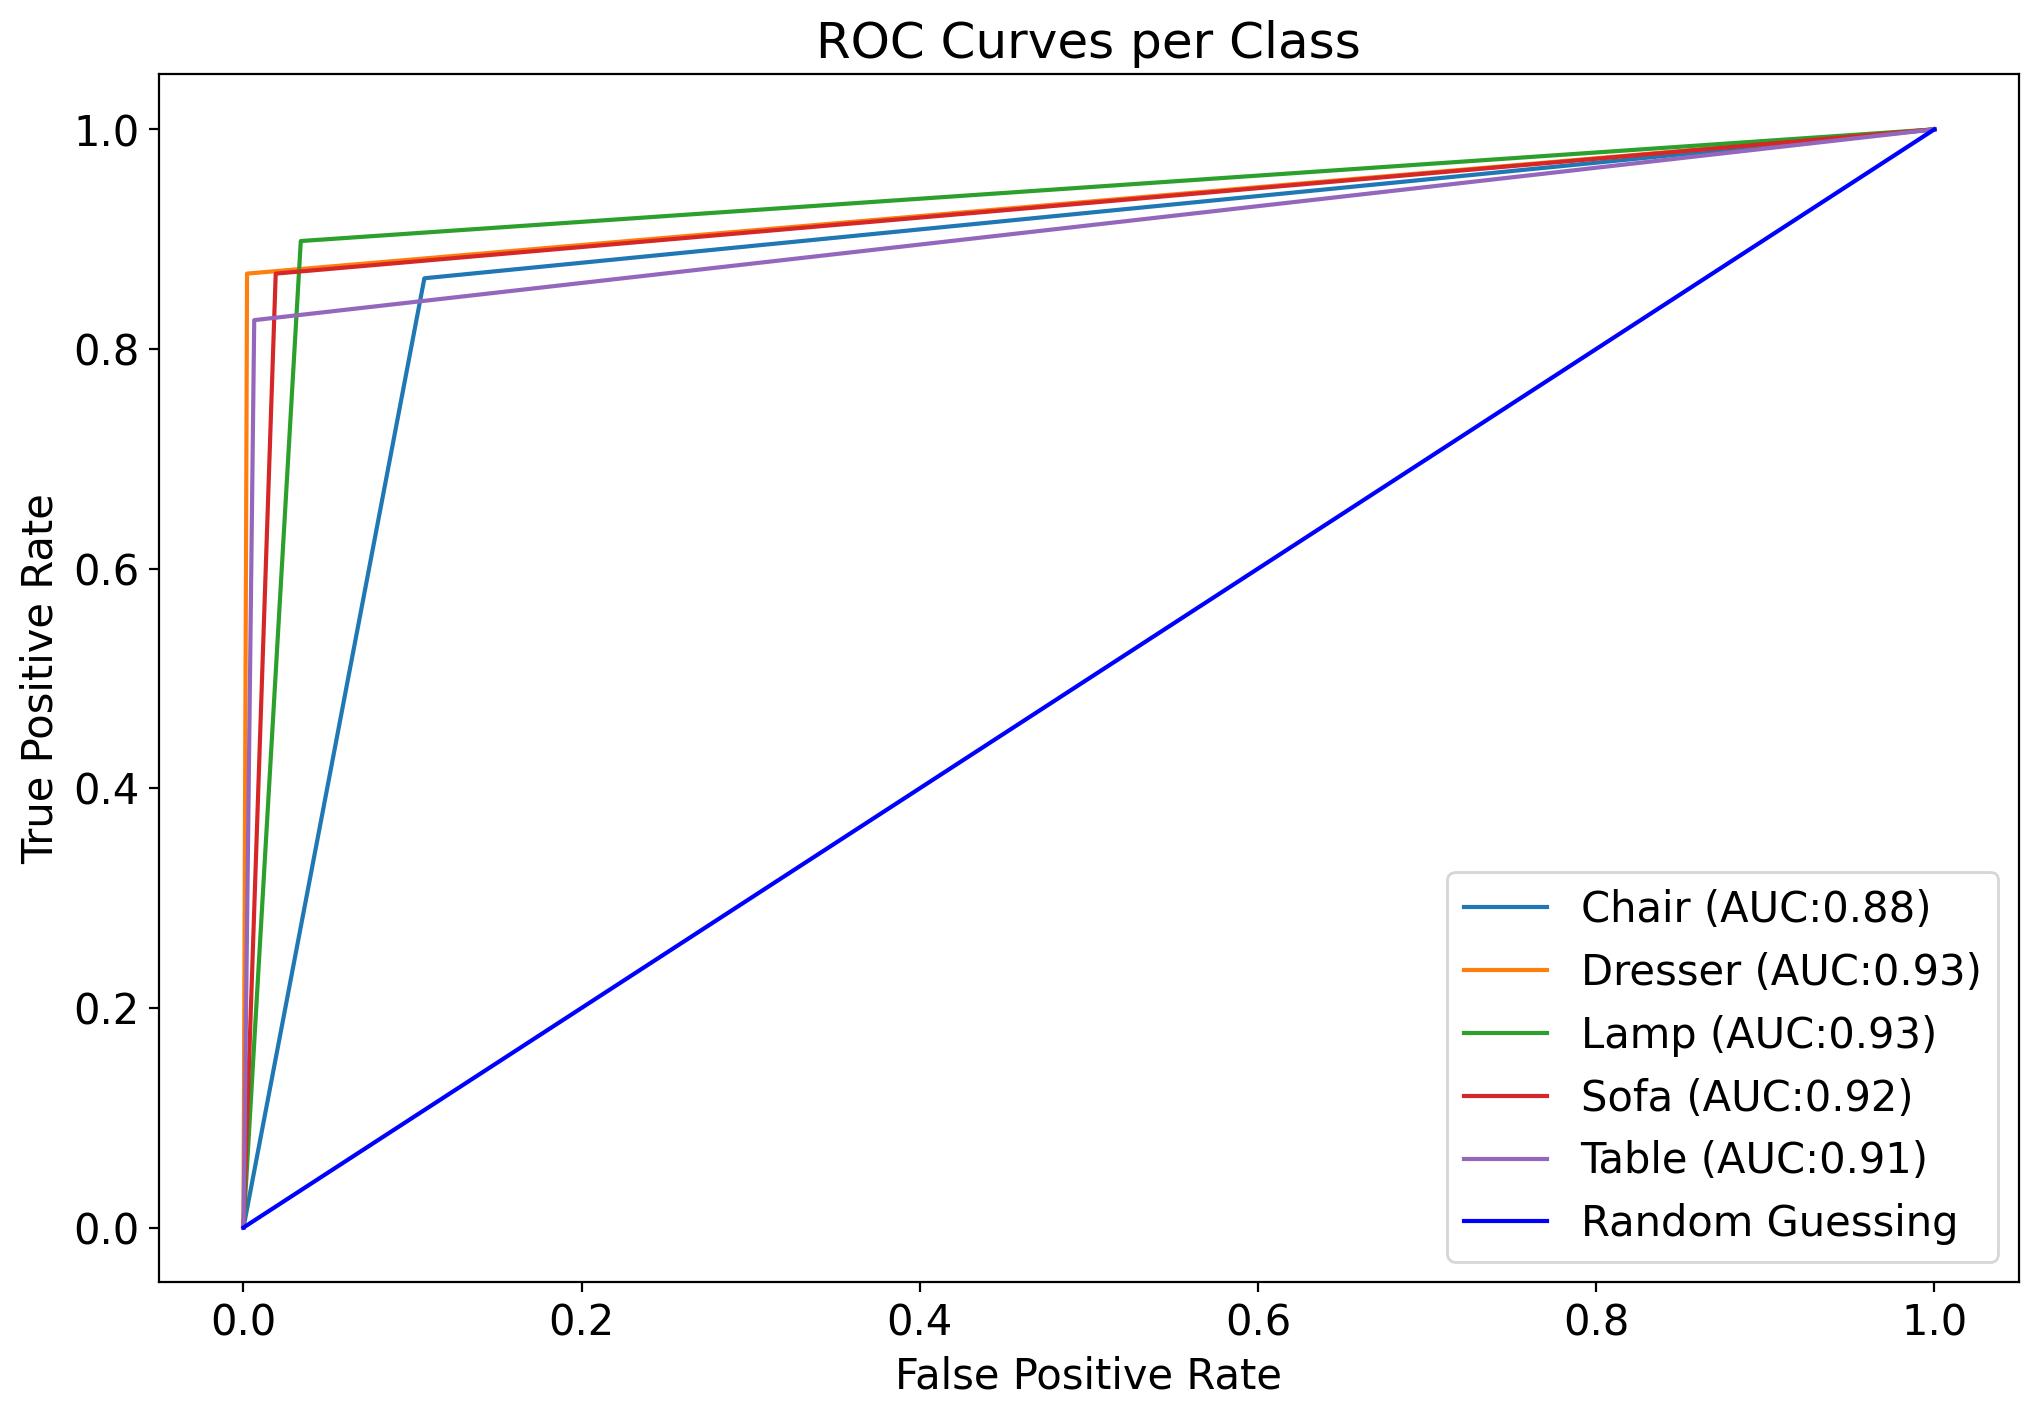 ROC Curves per Class
True Positive Rate
1.0
0.8
0.6
0.4
0.2
0.0
Chair (AUC:0.88)
Dresser (AUC:0.93)
Lamp (AUC:0.93)
Sofa (AUC:0.92)
Table (AUC:0.91)
Random Guessing
0.0 0.2 0.4 0.6 0.8 1.0
False Positive Rate